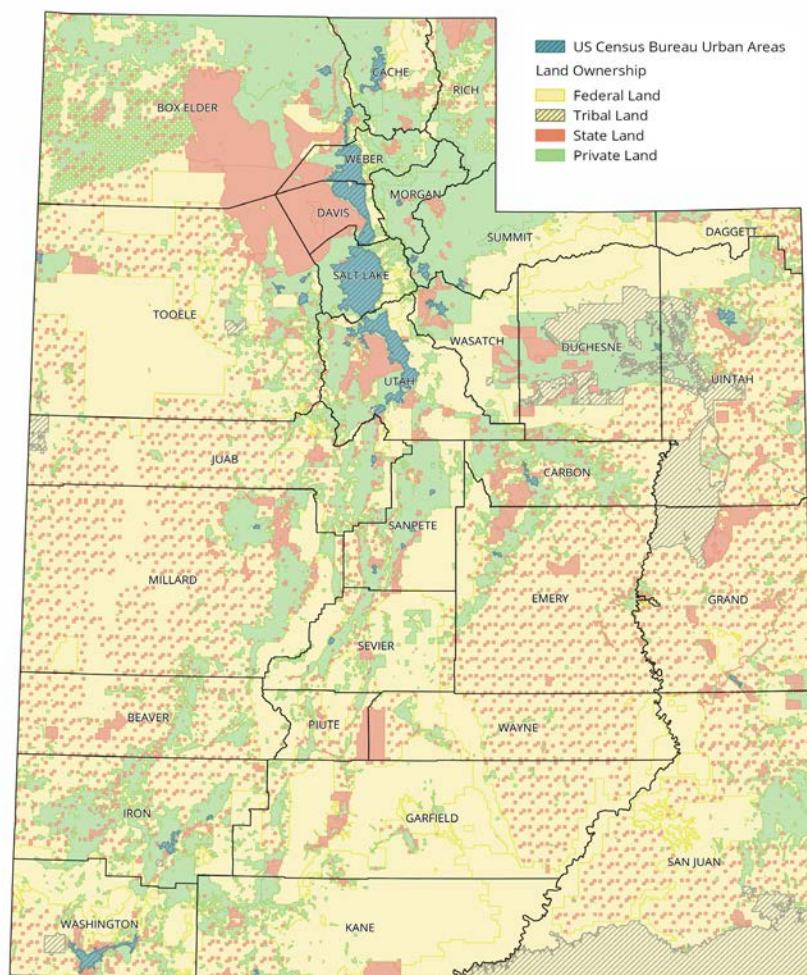 US Census Bureau Urban Areas
Land Ownership
Federal Land
Tribal Land
State Land
Private Land
CACHE
RICH
BOX ELDER
WEBER
MORGAN
DAVIS
SUMMIT
DAGGETT
SALT LAKE
TOOELE
WASATCH
DUCHESNE
UTAH
UINTAH
JUAB
CARBON
SANPETE
MILLARD
EMERY
GRAND
SEVIER
BEAVER
PIUTE
WAYNE
IRON
GARFIELD
SAN JUAN
WASHINGTON
KANE